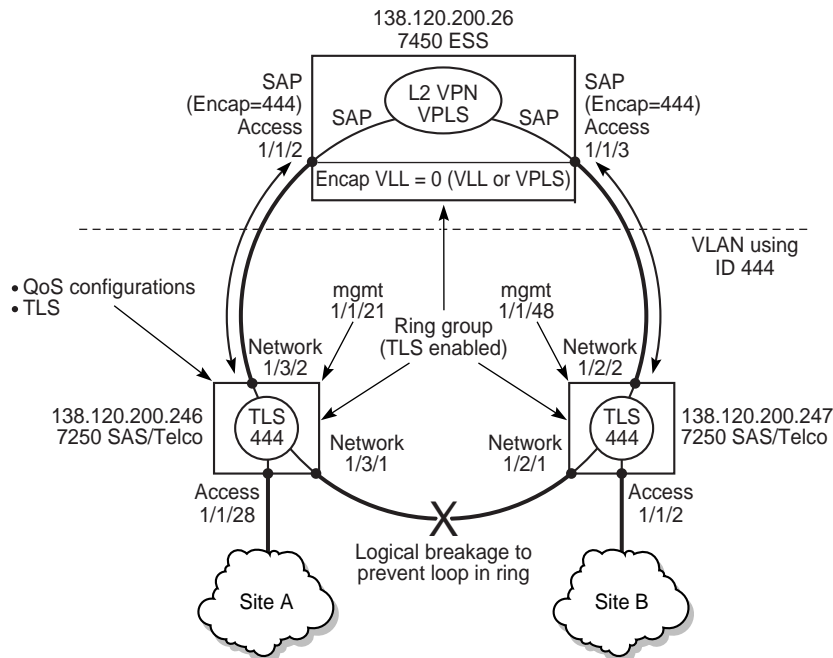 138.120.200.26
7450 ESS
SAP
(Encap=444)
Access
1/1/2
SAP
L2 VPN
VPLS
SAP
SAP
(Encap=444)
Access
1/1/3
Encap VLL = 0 (VLL or VPLS)
VLAN using
ID 444
• QoS configurations
• TLS
mgmt
1/1/21
mgmt
1/1/48
Ring group
(TLS enabled)
Network
1/3/2
Network
1/2/2
138.120.200.246
7250 SAS/Telco
TLS
444
TLS
444
138.120.200.247
7250 SAS/Telco
Network
1/3/1
Network
1/2/1
Access
1/1/28
Access
1/1/2
X
Logical breakage to
prevent loop in ring
Site A
Site B